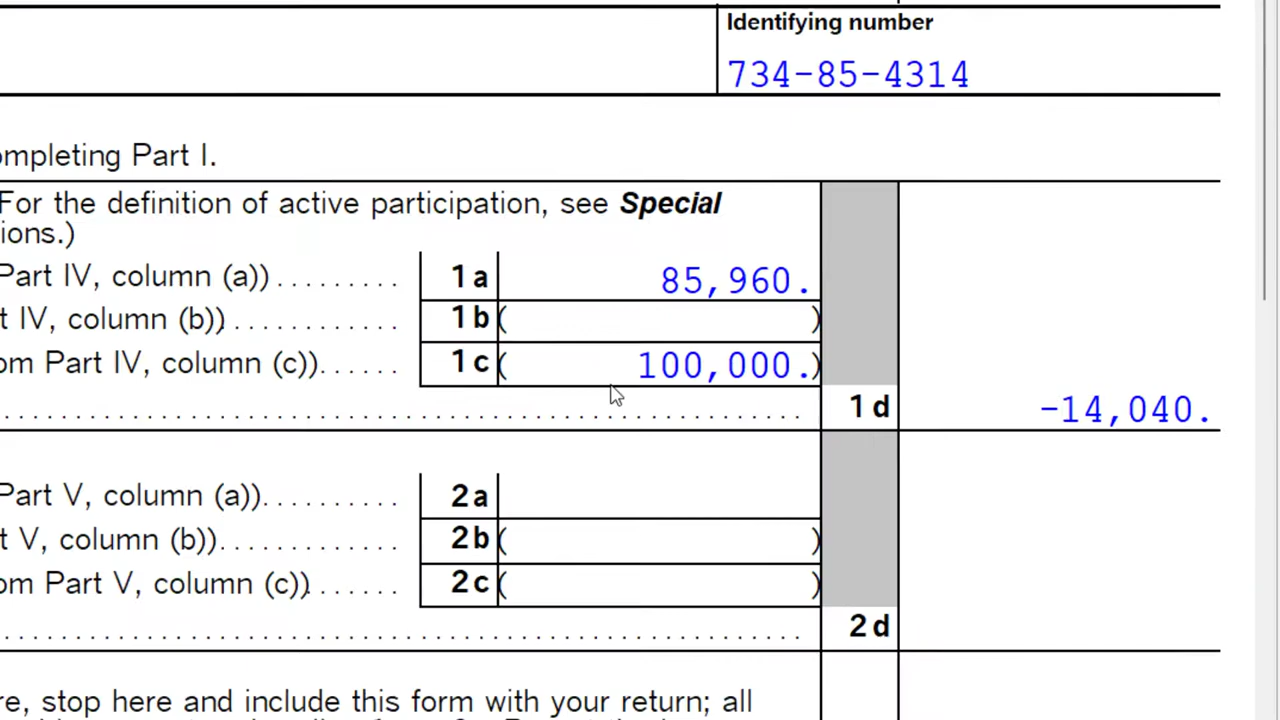 Identifying number
734-85-4314
ompleting Part I.
For the definition of active participation, see Special
ions.)
Part IV, column (a)) ......... 1a 85,960.
t IV, column (b)) ............ 1b ( )
om Part IV, column (c)). ..... 1c ( 100,000.)
........................................................ 1d -14,040.
Part V, column (a)). ......... 2a
t V, column (b)). ............ 2b ( )
om Part V, column (c)) ...... 2c ( )
........................................................ 2d
re, stop here and include this form with your return; all